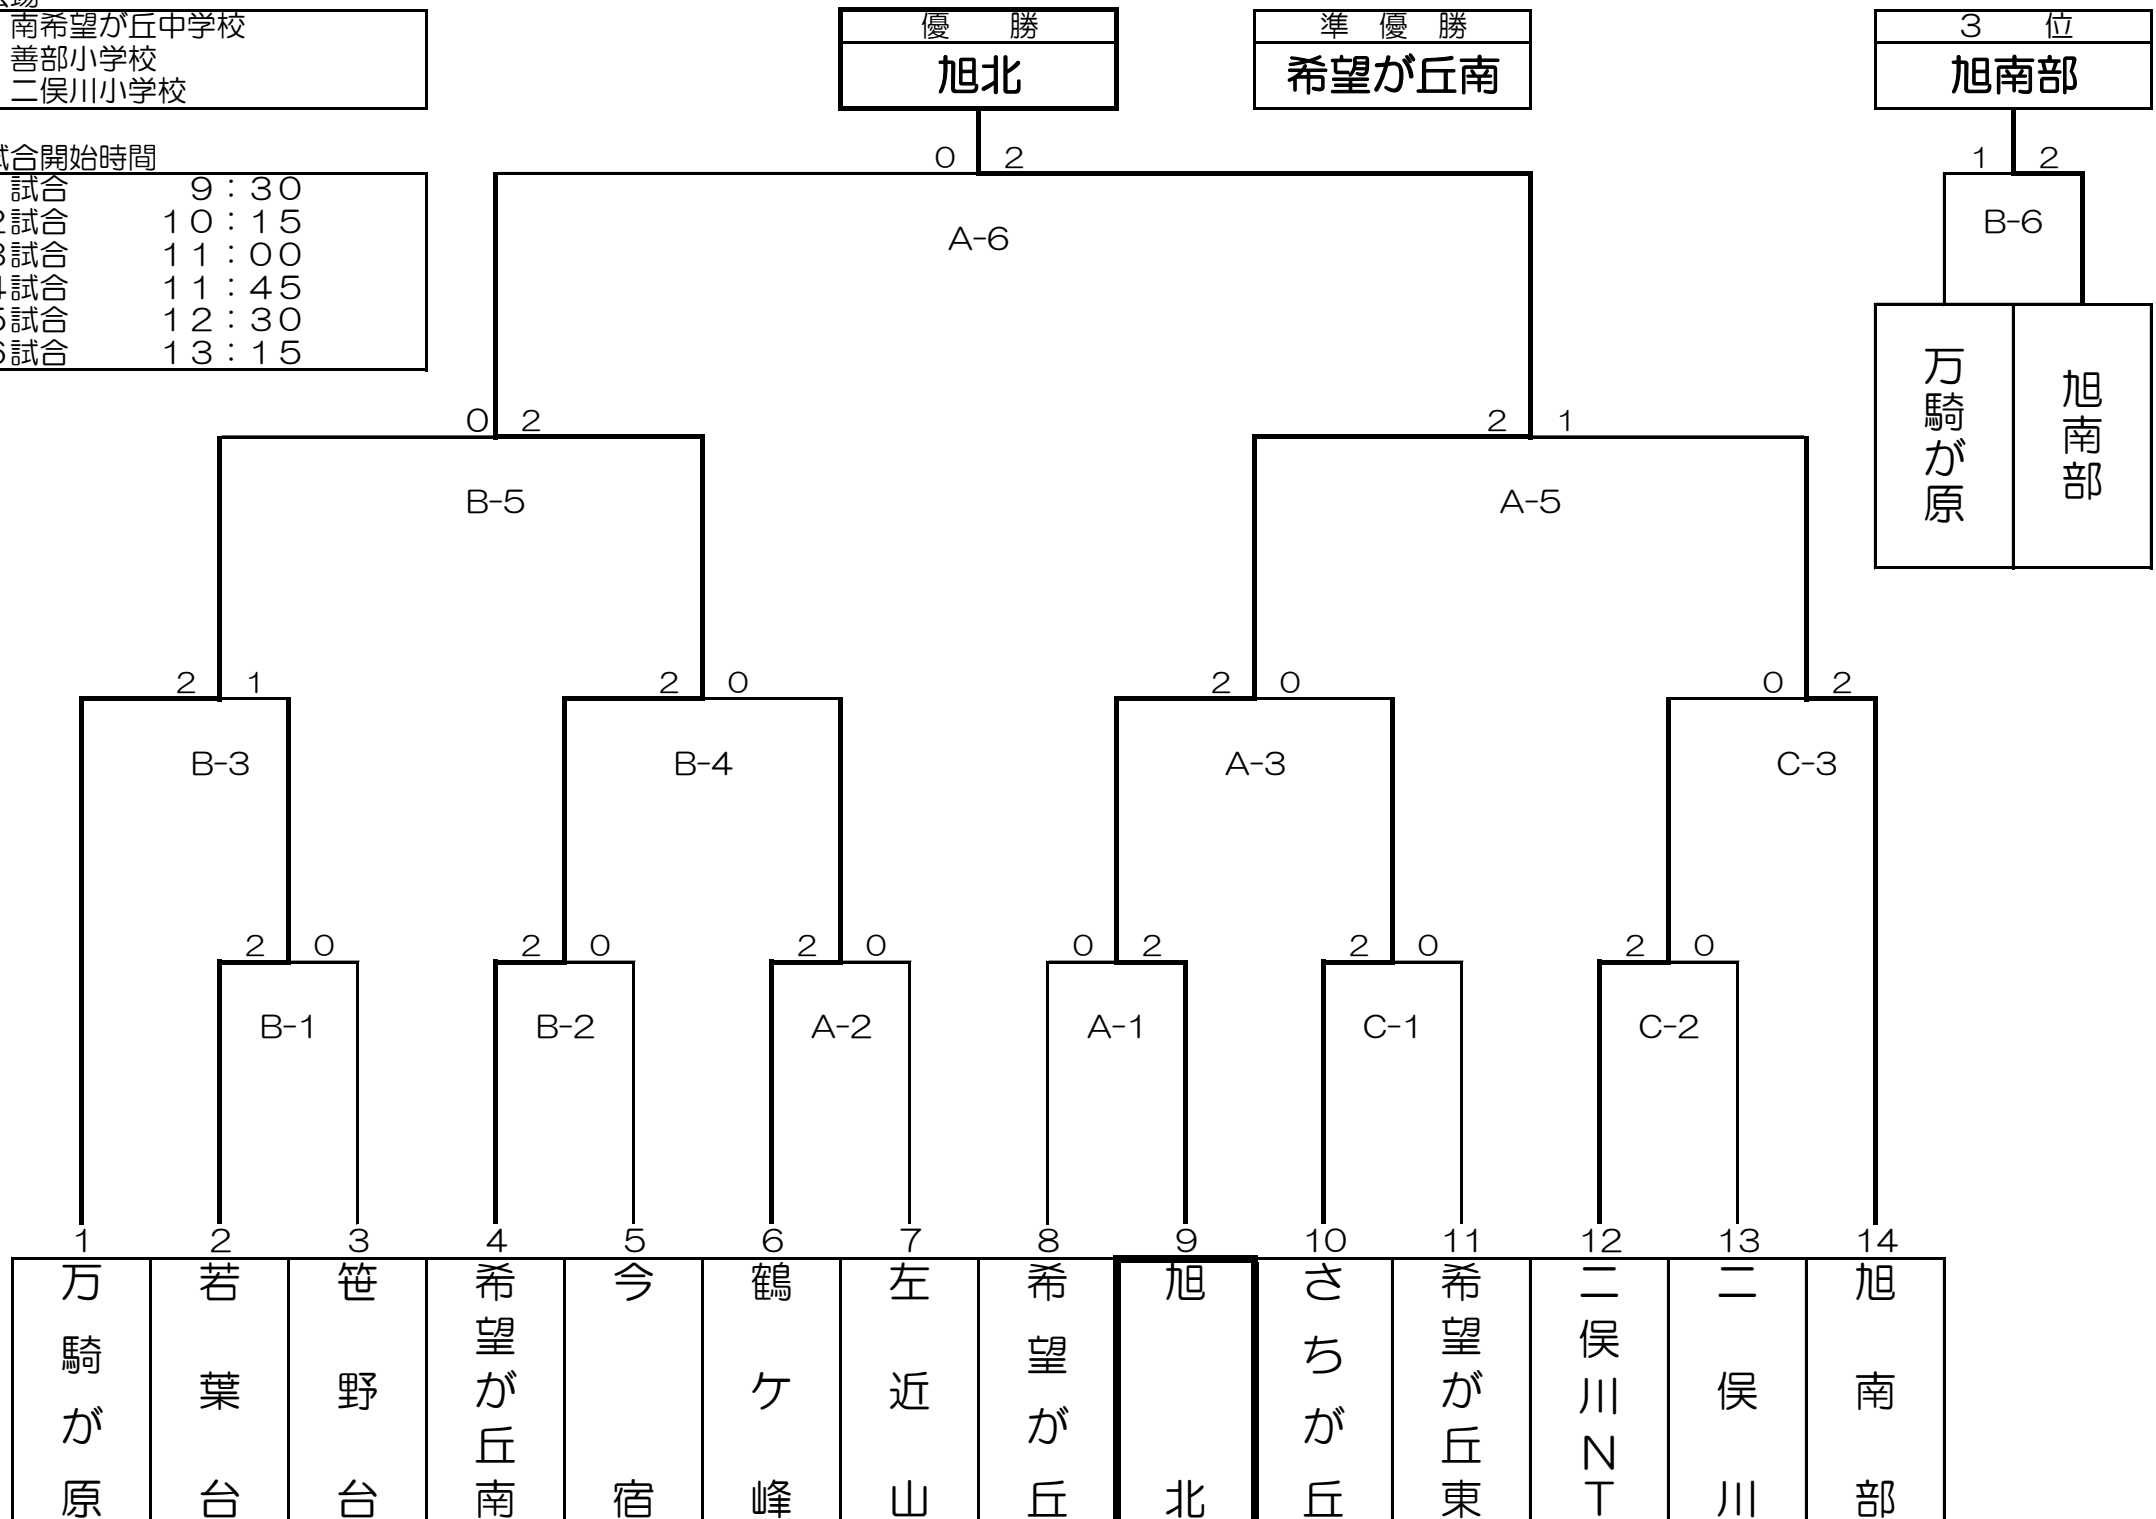 南希望が丘中学校
善部小学校
二俣川小学校
優　勝
旭北
準 優 勝
希望が丘南
３　位
旭南部
試合開始時間
試合　９：３０
2試合　１０：１５
3試合　１１：００
4試合　１１：４５
5試合　１２：３０
6試合　１３：１５
0 2
A-6
1 2
B-6
万騎が原
旭南部
0 2
B-5
2 1
A-5
2 1
B-3
2 0
B-4
2 0
A-3
0 2
C-3
2 0
B-1
2 0
B-2
2 0
A-2
0 2
A-1
2 0
C-1
2 0
C-2
1 2 3 4 5 6 7 8 9 10 11 12 13 14
万騎が原
若葉台
笹野台
希望が丘南
今宿
鶴ケ峰
左近山
希望が丘
旭北
さちが丘
希望が丘東
二俣川NT
二俣川
旭南部